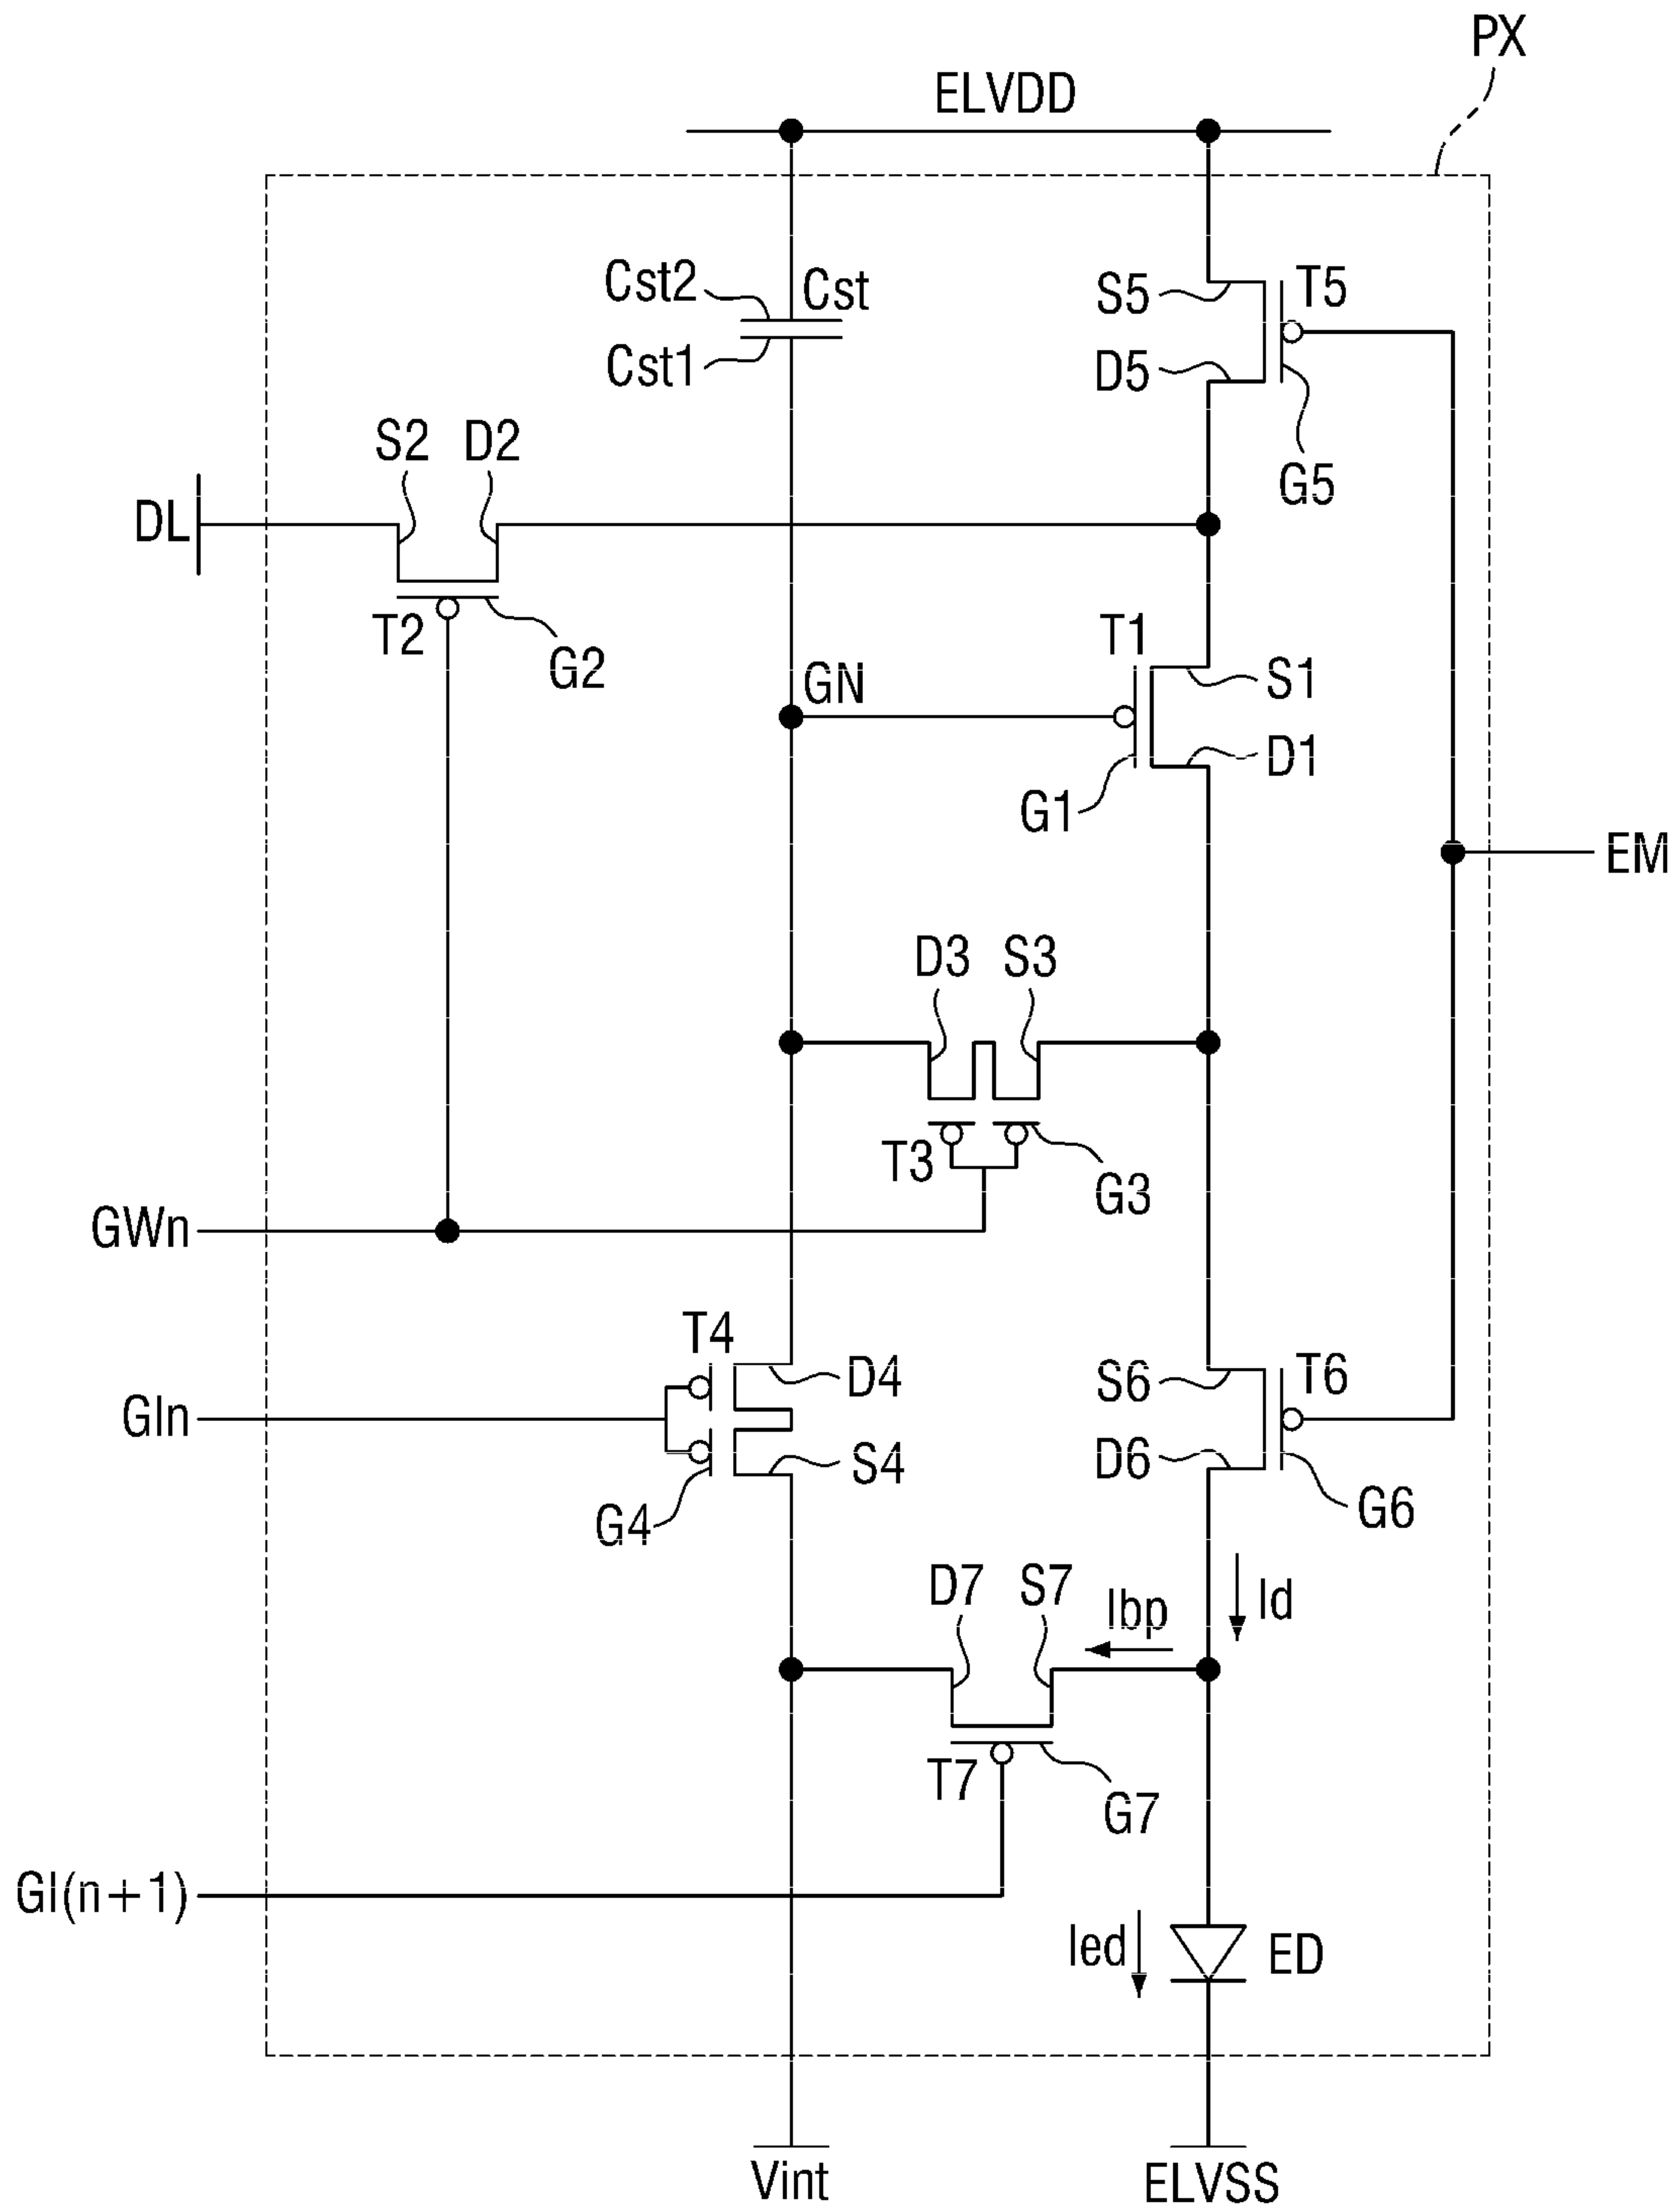 PX
ELVDD
Cst2
Cst
Cst1
S5
T5
D5
G5
S2
D2
DL
T2
G2
T1
S1
GN
D1
G1
EM
D3
S3
T3
G3
GWn
T4
D4
S6
T6
GIn
S4
D6
G4
G6
D7
S7
Ibp
Id
T7
G7
GI(n+1)
Ied
ED
Vint
ELVSS